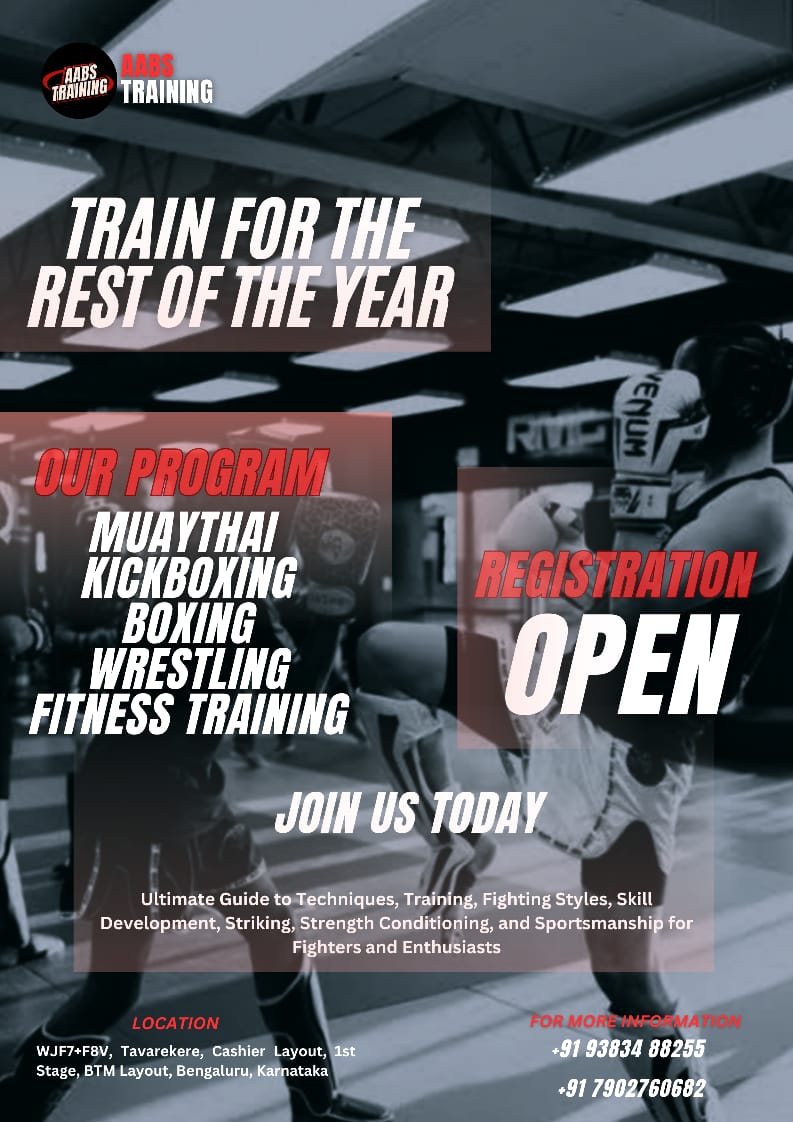 AABS
TRAINING
AABS
TRAINING
TRAIN FOR THE
REST OF THE YEAR
OUR PROGRAM
MUAYTHAI
KICKBOXING
BOXING
WRESTLING
FITNESS TRAINING
RMG
VENUM
REGISTRATION
OPEN
JOIN US TODAY
Ultimate Guide to Techniques, Training, Fighting Styles, Skill
Development, Striking, Strength Conditioning, and Sportsmanship for
Fighters and Enthusiasts
LOCATION
WJF7+F8V, Tavarekere, Cashier Layout, 1st
Stage, BTM Layout, Bengaluru, Karnataka
FOR MORE INFORMATION
+91 93834 88255
+91 7902760682